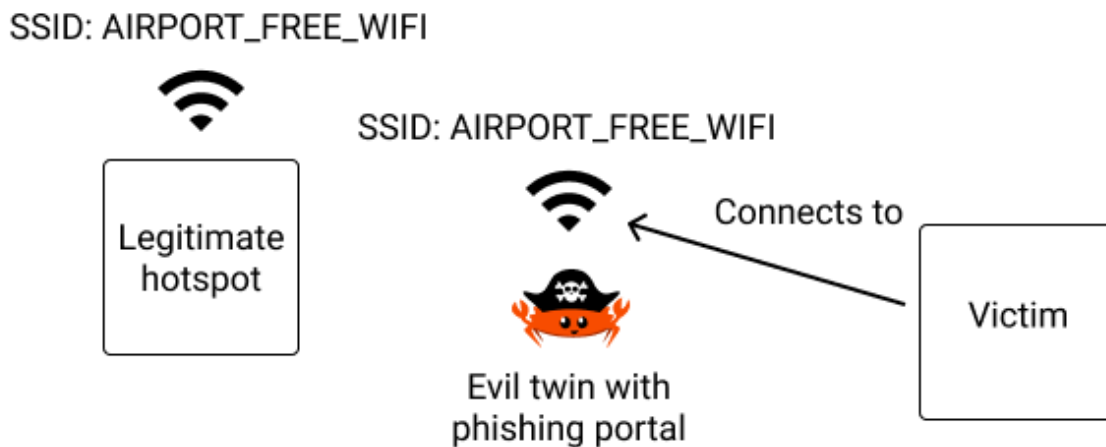 SSID: AIRPORT_FREE_WIFI
SSID: AIRPORT_FREE_WIFI
Legitimate
hotspot
Connects to
Victim
Evil twin with
phishing portal